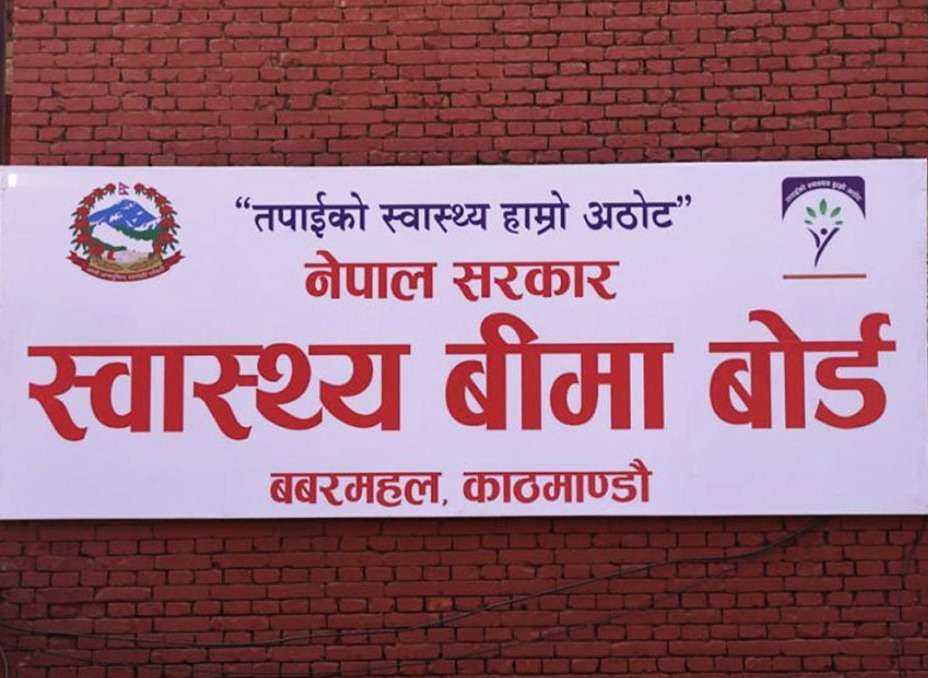 “तपाईको स्वास्थ्य हाम्रो अठोट”
नेपाल सरकार
स्वास्थ्य बीमा बोर्ड
बबरमहल, काठमाण्डौ